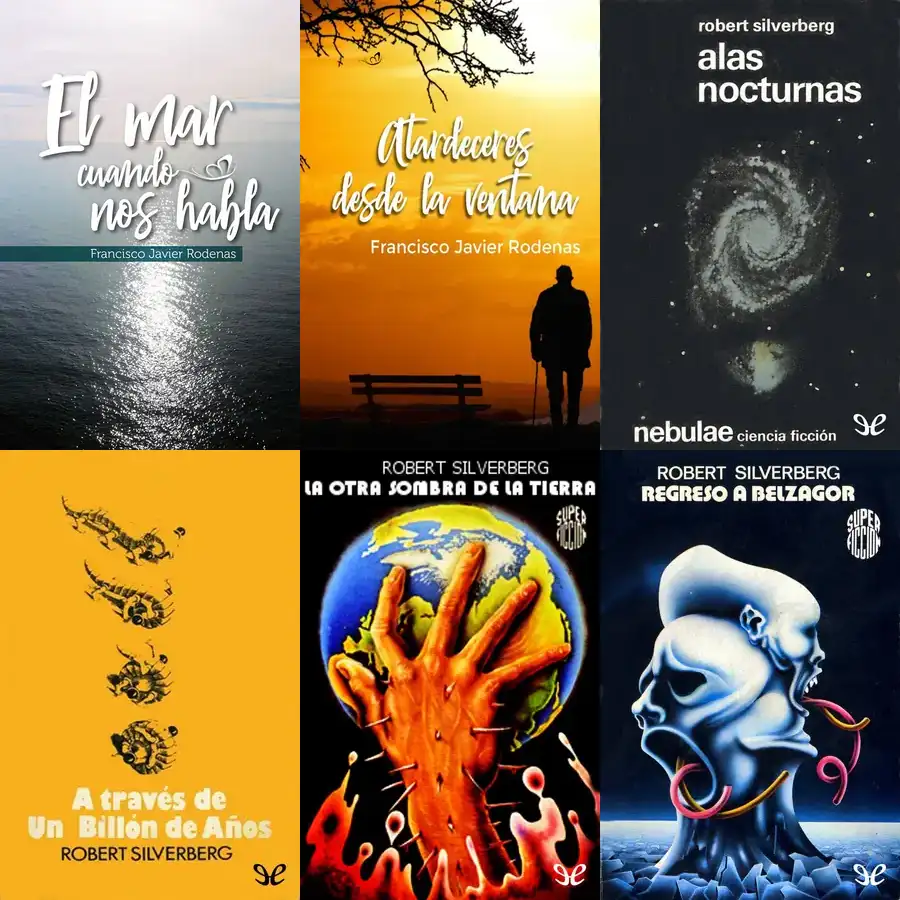 El mar
cuando
nos habla
Francisco Javier Rodenas
Atardeceres
desde la ventana
Francisco Javier Rodenas
robert silverberg
alas
nocturnas
nebulae ciencia ficción
A través de
Un Billón de Años
ROBERT SILVERBERG
ROBERT SILVERBERG
LA OTRA SOMBRA DE LA TIERRA
SUPER
FICCION
ROBERT SILVERBERG
REGRESO A BELZAGOR
SUPER
FICCION